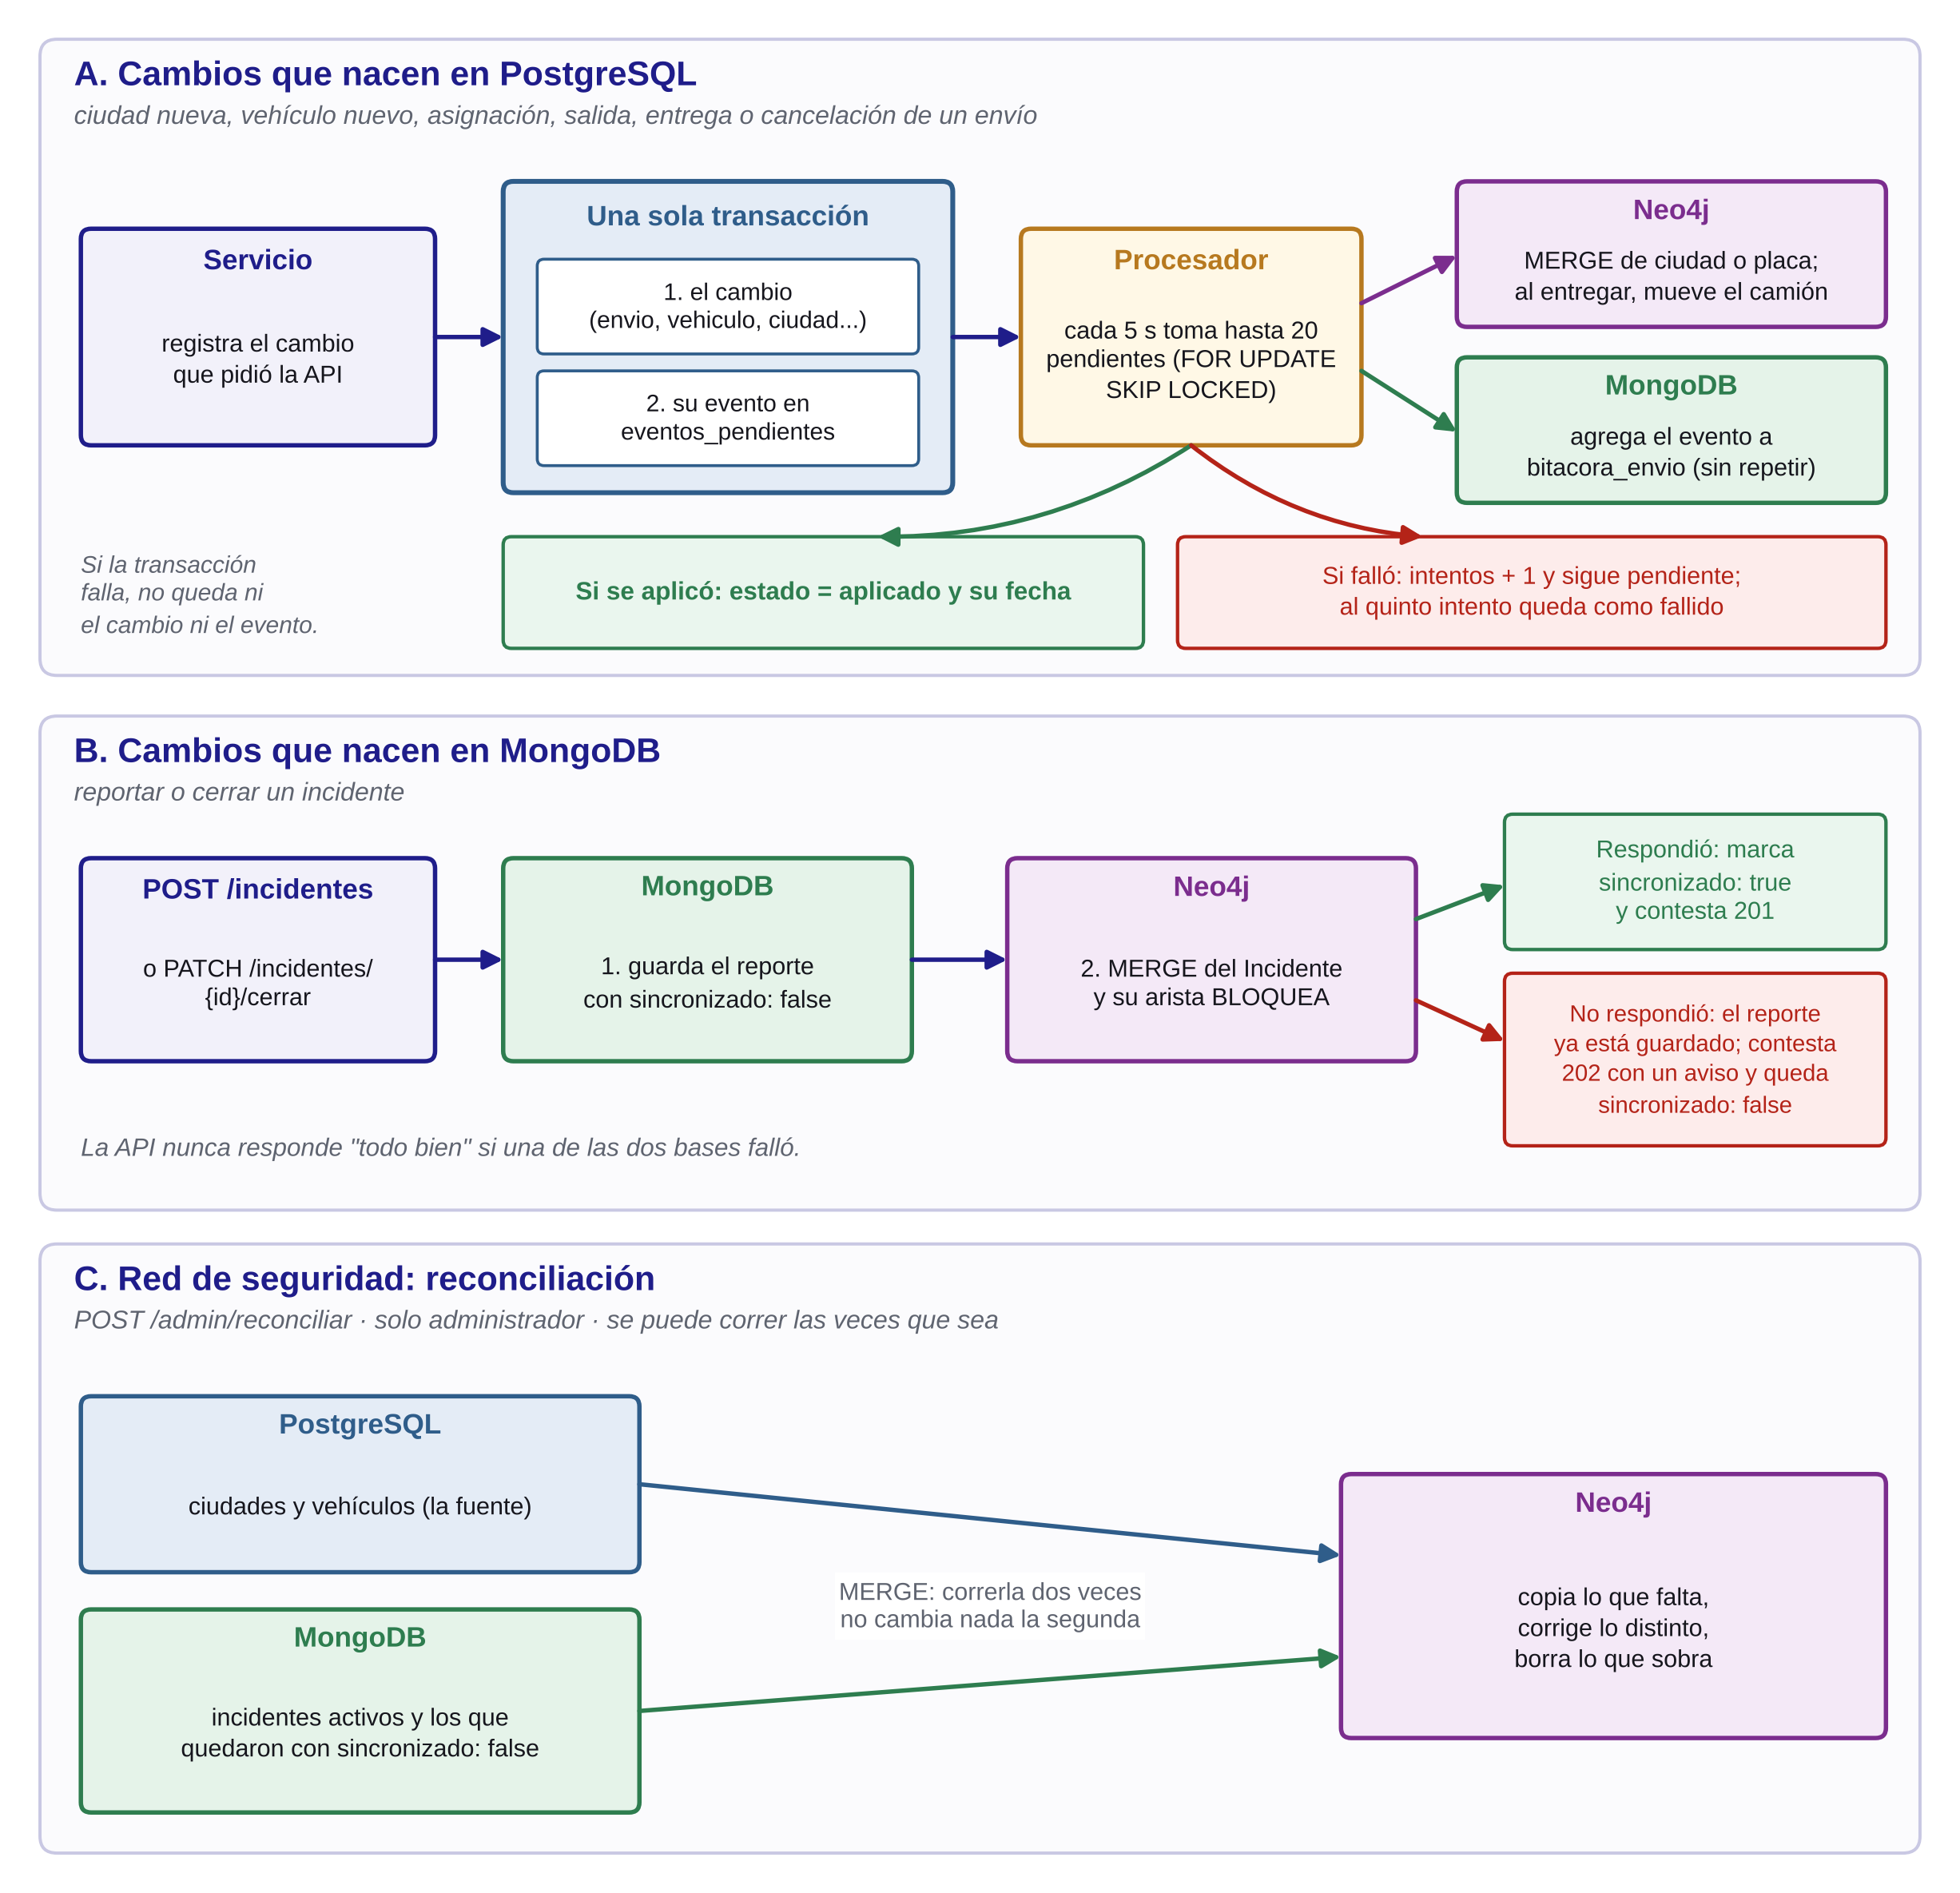 A. Cambios que nacen en PostgreSQL
ciudad nueva, vehículo nuevo, asignación, salida, entrega o cancelación de un envío
Servicio
registra el cambio
que pidió la API
Una sola transacción
1. el cambio
(envio, vehiculo, ciudad...)
2. su evento en
eventos_pendientes
Procesador
cada 5 s toma hasta 20
pendientes (FOR UPDATE
SKIP LOCKED)
Neo4j
MERGE de ciudad o placa;
al entregar, mueve el camión
MongoDB
agrega el evento a
bitacora_envio (sin repetir)
Si la transacción
falla, no queda ni
el cambio ni el evento.
Si se aplicó: estado = aplicado y su fecha
Si falló: intentos + 1 y sigue pendiente;
al quinto intento queda como fallido
B. Cambios que nacen en MongoDB
reportar o cerrar un incidente
POST /incidentes
o PATCH /incidentes/
{id}/cerrar
MongoDB
1. guarda el reporte
con sincronizado: false
Neo4j
2. MERGE del Incidente
y su arista BLOQUEA
Respondió: marca
sincronizado: true
y contesta 201
No respondió: el reporte
ya está guardado; contesta
202 con un aviso y queda
sincronizado: false
La API nunca responde "todo bien" si una de las dos bases falló.
C. Red de seguridad: reconciliación
POST /admin/reconciliar · solo administrador · se puede correr las veces que sea
PostgreSQL
ciudades y vehículos (la fuente)
MongoDB
incidentes activos y los que
quedaron con sincronizado: false
MERGE: correrla dos veces
no cambia nada la segunda
Neo4j
copia lo que falta,
corrige lo distinto,
borra lo que sobra